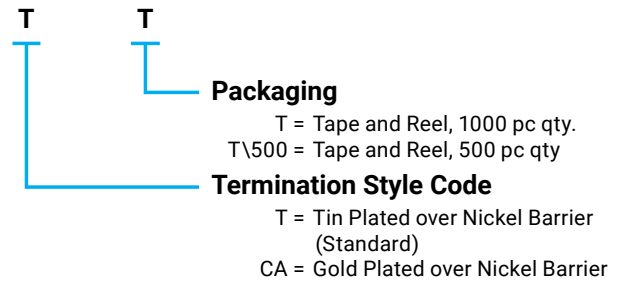 T T
Packaging
T = Tape and Reel, 1000 pc qty.
T\500 = Tape and Reel, 500 pc qty
Termination Style Code
T = Tin Plated over Nickel Barrier
(Standard)
CA = Gold Plated over Nickel Barrier